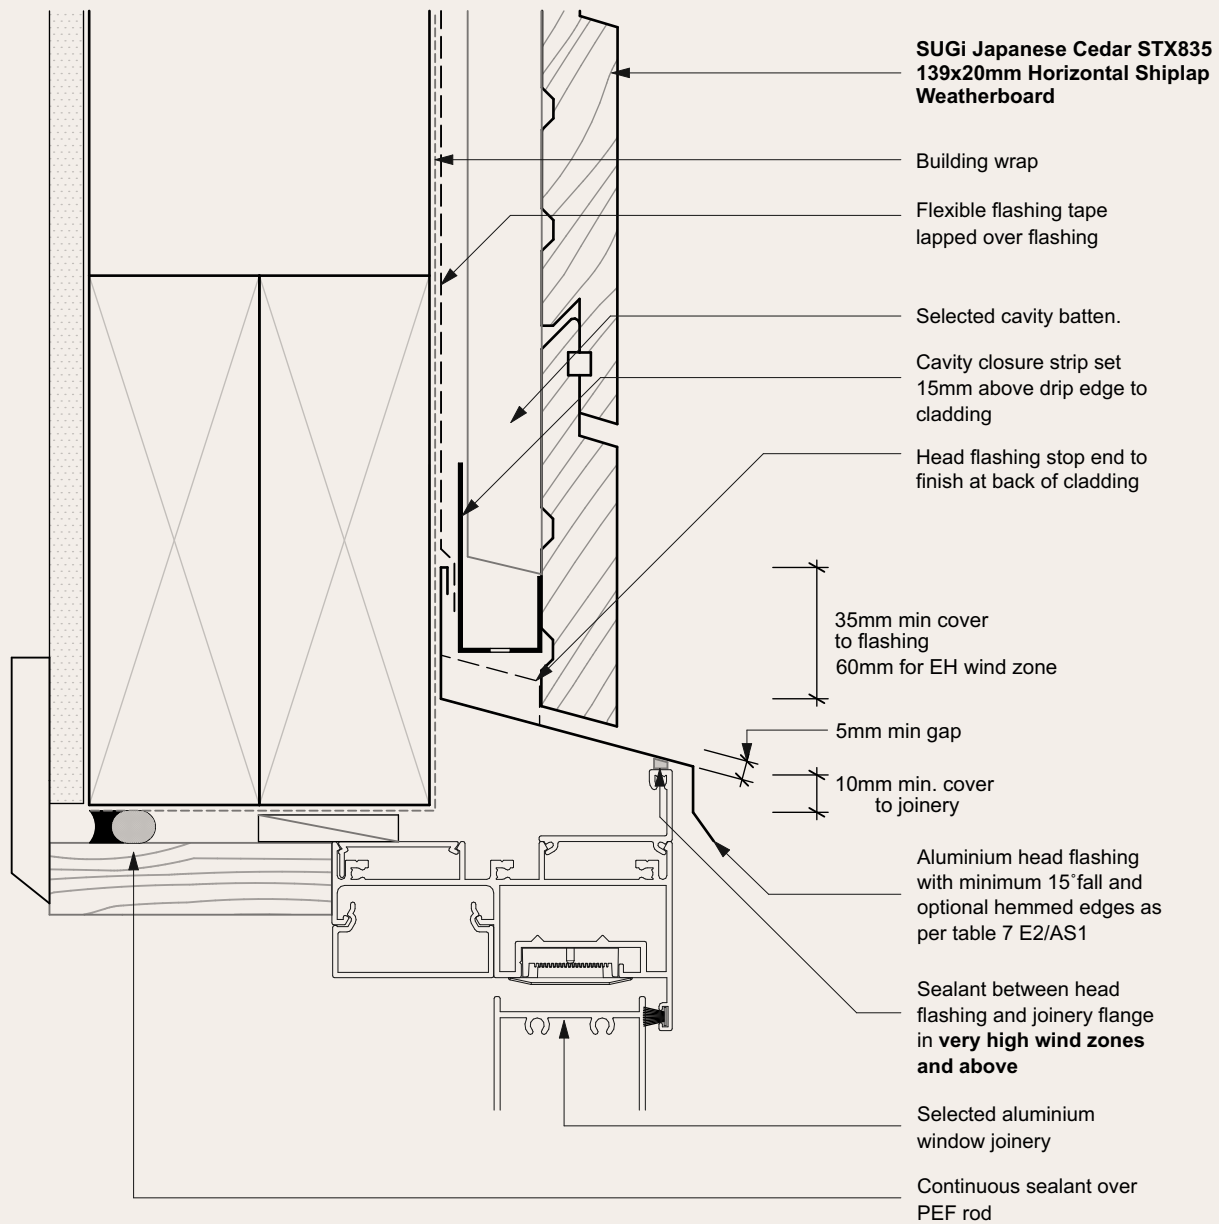 SUGi Japanese Cedar STX835
139x20mm Horizontal Shiplap
Weatherboard
Building wrap
Flexible flashing tape
lapped over flashing
Selected cavity batten.
Cavity closure strip set
15mm above drip edge to
cladding
Head flashing stop end to
finish at back of cladding
35mm min cover
to flashing
60mm for EH wind zone
5mm min gap
10mm min. cover
to joinery
Aluminium head flashing
with minimum 15˚fall and
optional hemmed edges as
per table 7 E2/AS1
Sealant between head
flashing and joinery flange
in very high wind zones
and above
Selected aluminium
window joinery
Continuous sealant over
PEF rod